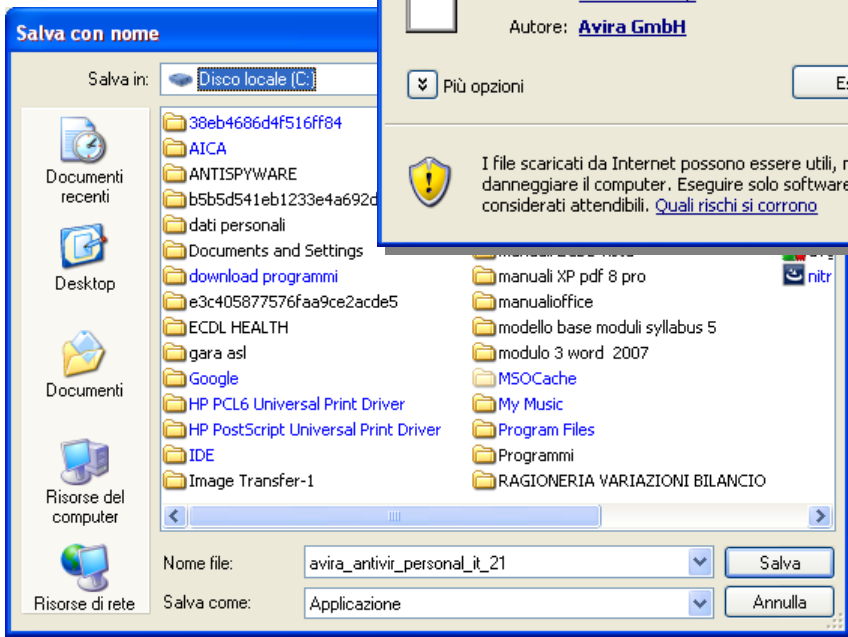 Autore: Avira GmbH
Più opzioni
I file scaricati da Internet possono essere utili,
danneggiare il computer. Eseguire solo software
considerati attendibili. Quali rischi si corrono
Salva con nome
Salva in: Disco locale (C:)
Documenti recenti
Desktop
Documenti
Risorse del computer
Risorse di rete
38eb4686d4f516ff84
AICA
ANTISPYWARE
b5b5d541eb1233e4a692d
dati personali
Documents and Settings
download programmi
e3c405877576faa9ce2acde5
ECDL HEALTH
gara asl
Google
HP PCL6 Universal Print Driver
HP PostScript Universal Print Driver
IDE
Image Transfer-1
manuali XP pdf 8 pro
manualioffice
modello base moduli syllabus 5
modulo 3 word 2007
MSOCache
My Music
Program Files
Programmi
RAGIONERIA VARIAZIONI BILANCIO
nitr
Nome file: avira_antivir_personal_it_21
Salva
Salva come: Applicazione
Annulla